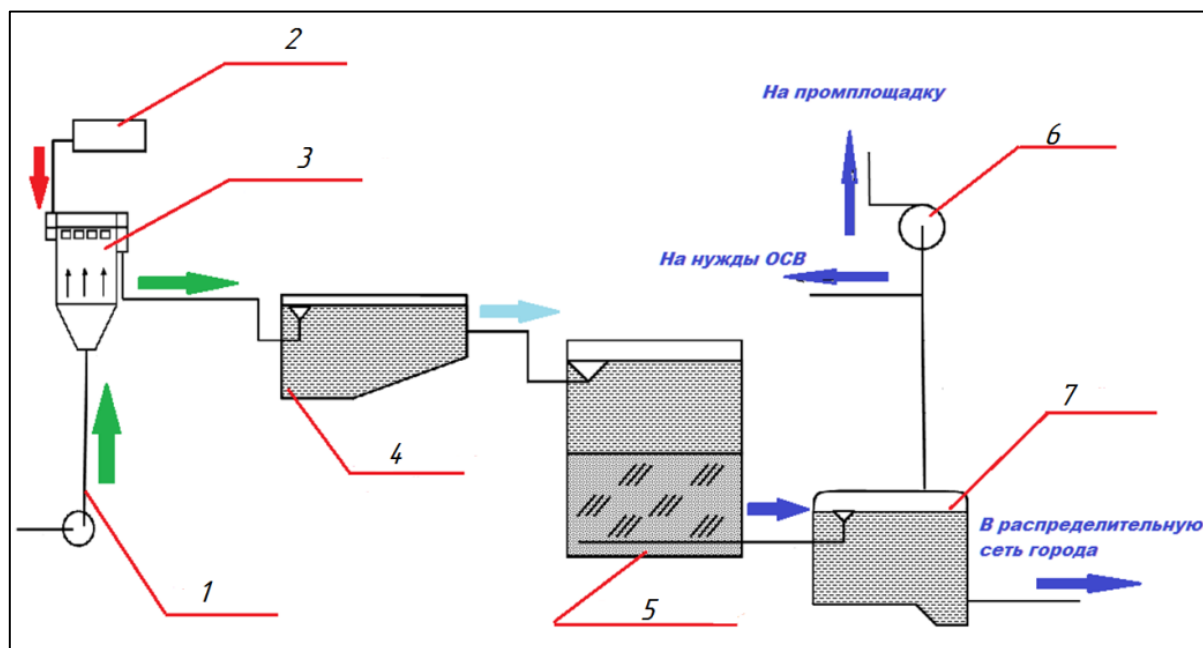 2
На промплощадку
6
3
На нужды ОСВ
7
4
В распределительную
сеть города
1
5